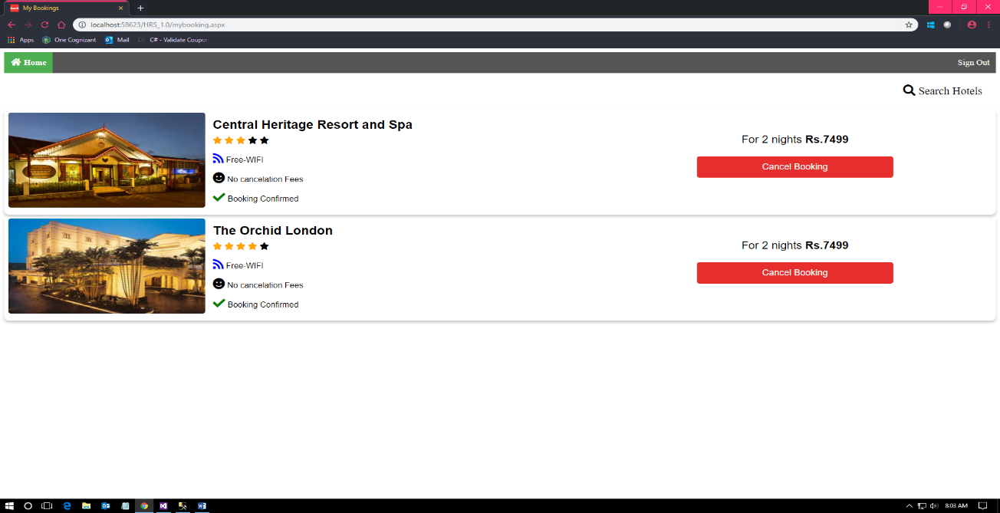 My Bookings
localhost:58623/HRS_1.0/mybooking.aspx
Apps One Cognizant Mail C# - Validate Coupon
Home Sign Out
Search Hotels
Central Heritage Resort and Spa
For 2 nights Rs.7499
Free-WIFI
Cancel Booking
No cancelation Fees
Booking Confirmed
The Orchid London
For 2 nights Rs.7499
Free-WIFI
Cancel Booking
No cancelation Fees
Booking Confirmed
8:03 AM